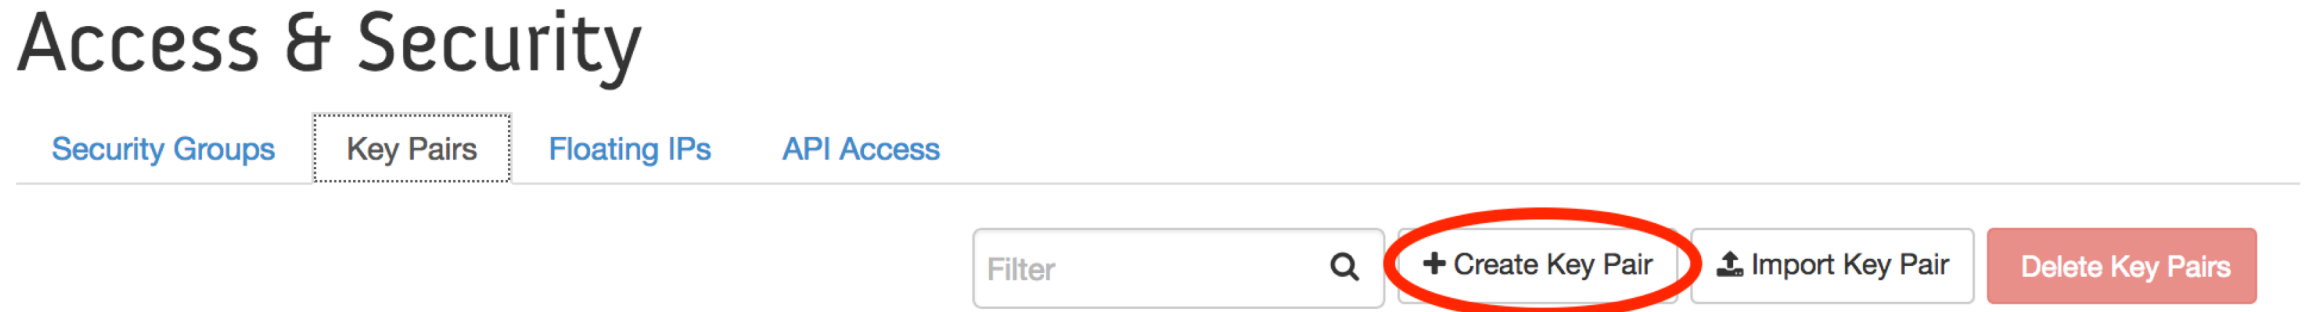 Access & Security
Security Groups Key Pairs Floating IPs API Access
Filter Create Key Pair Import Key Pair Delete Key Pairs